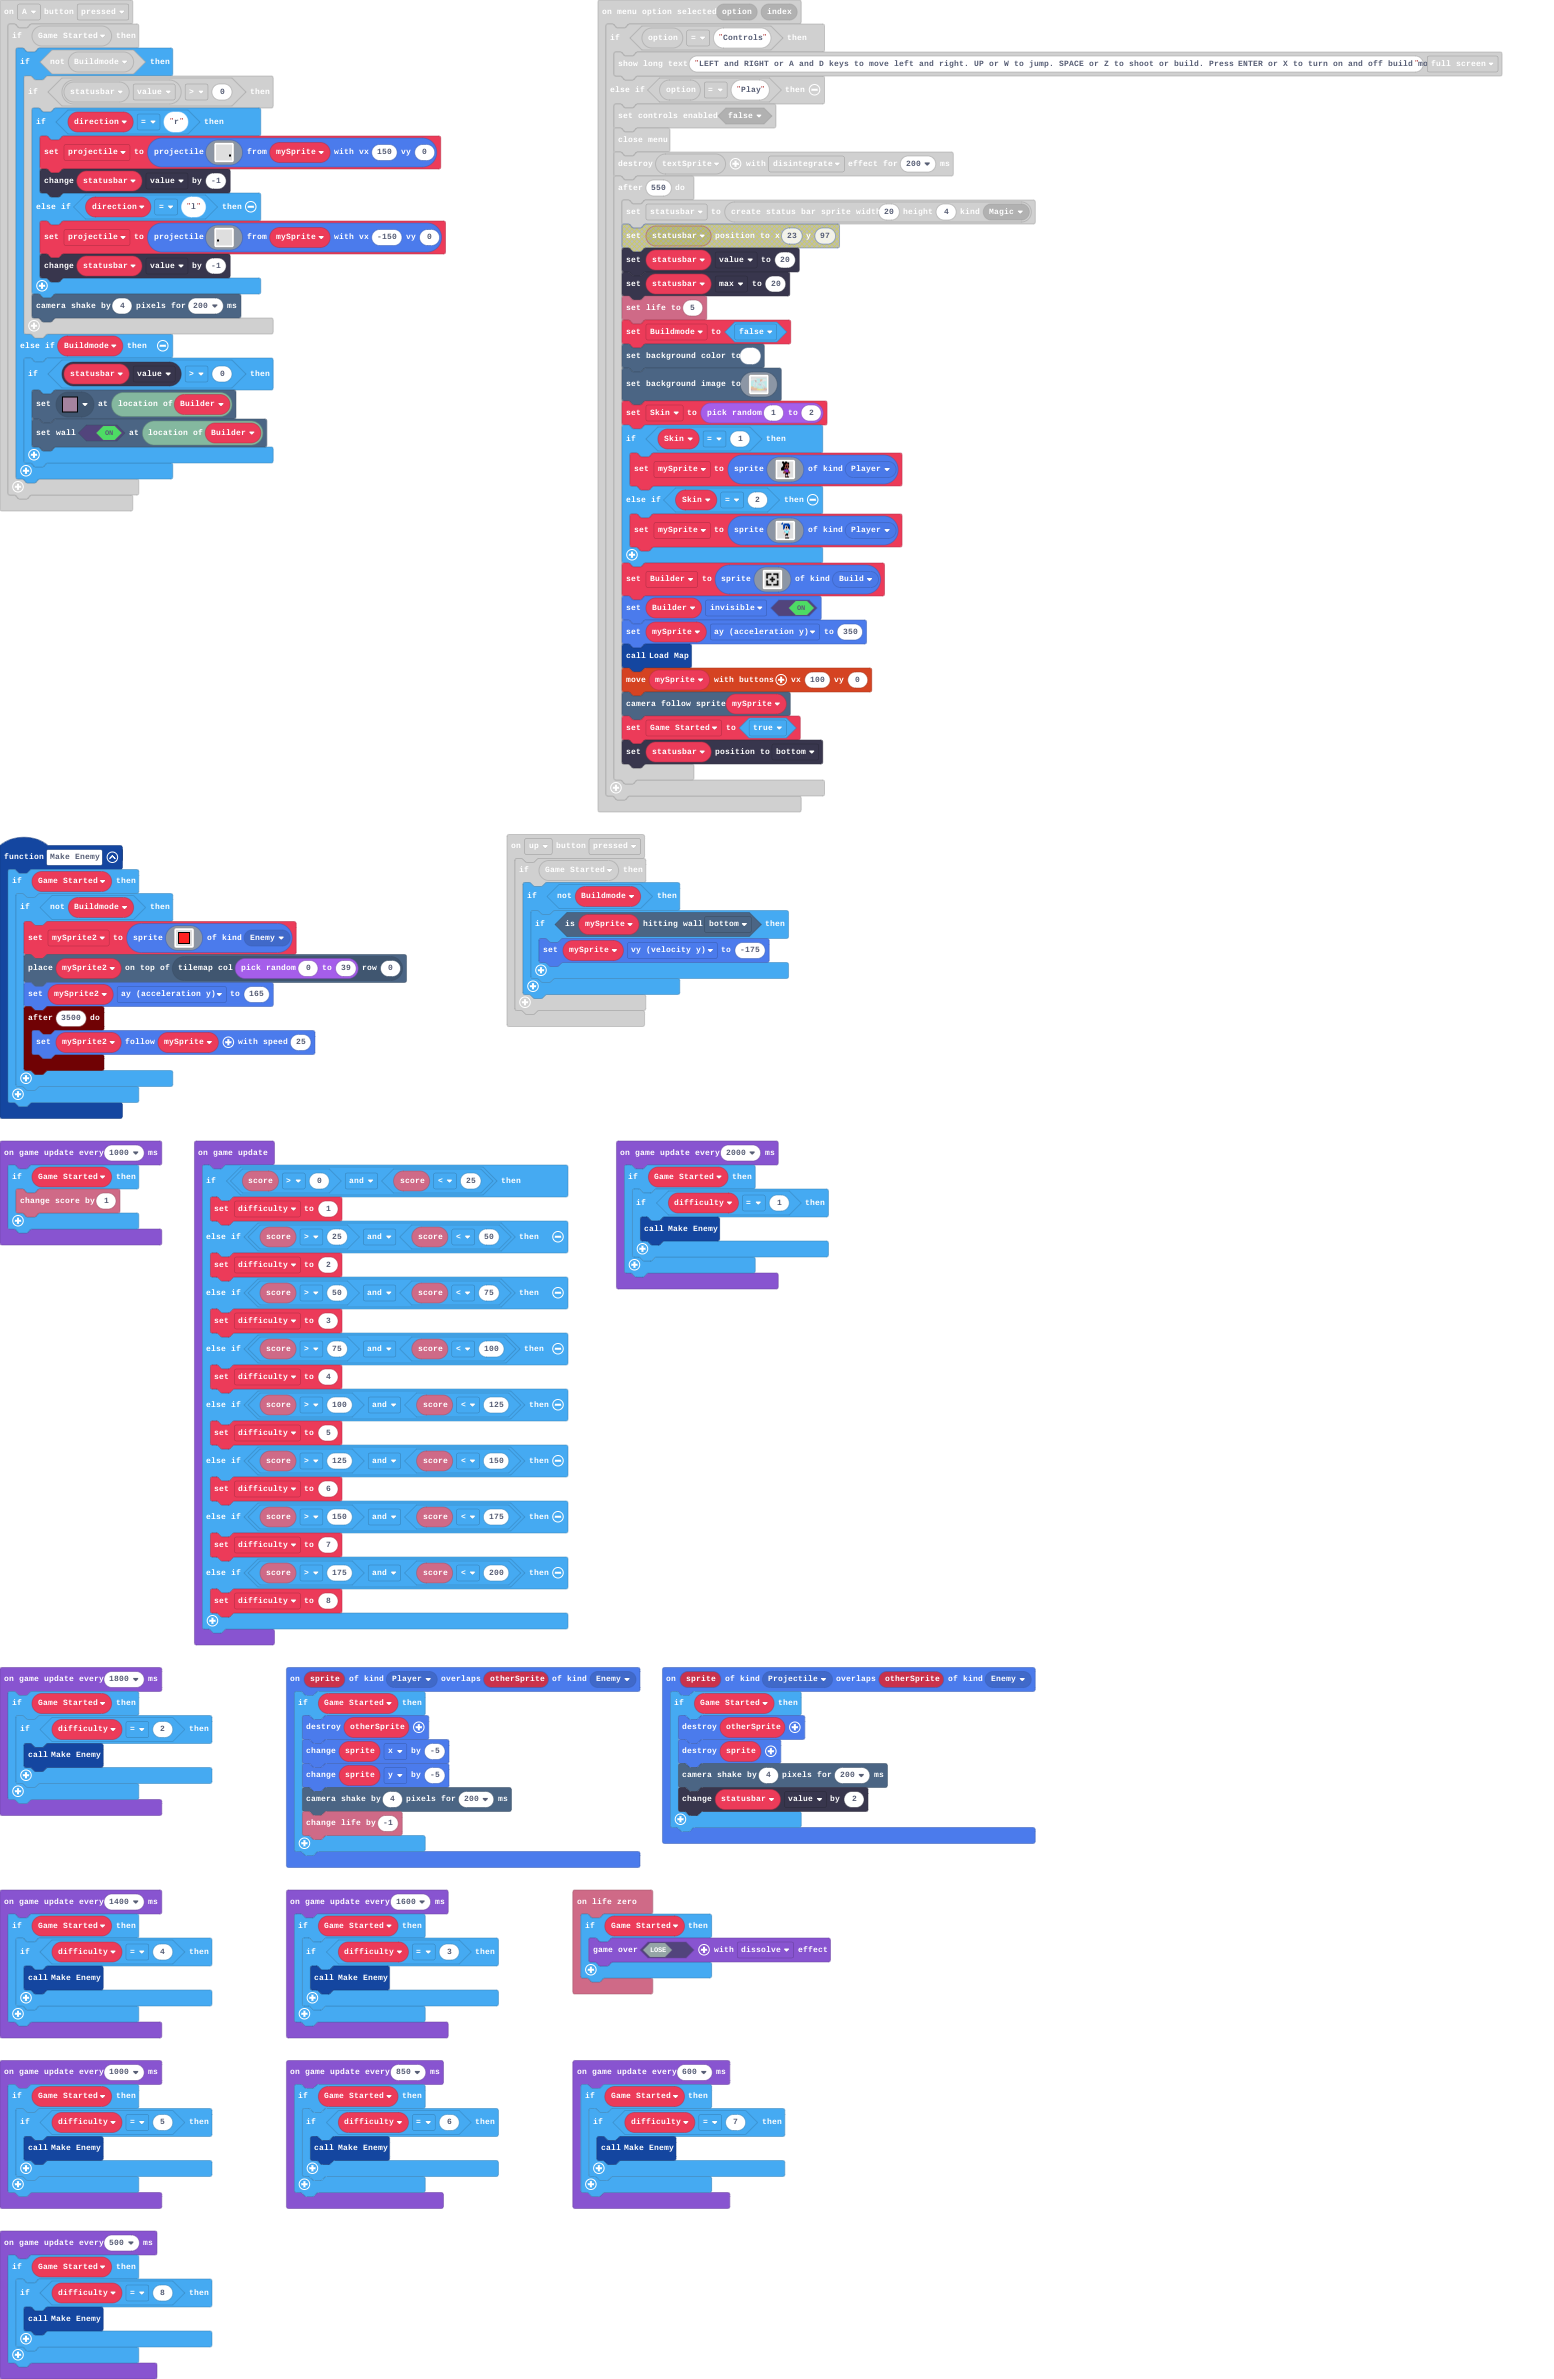 on A button pressed
if Game Started then
if not Buildmode then
if statusbar value > 0 then
if direction = "r" then
set projectile to projectile from mySprite with vx 150 vy 0
change statusbar value by -1
else if direction = "l" then
set projectile to projectile from mySprite with vx -150 vy 0
change statusbar value by -1
camera shake by 4 pixels for 200 ms
else if Buildmode then
if statusbar value > 0 then
set at location of Builder
set wall ON at location of Builder
on menu option selected option index
if option = "Controls" then
show long text "LEFT and RIGHT or A and D keys to move left and right. UP or W to jump. SPACE or Z to shoot or build. Press ENTER or X to turn on and off build "mo full screen
else if option = "Play" then
set controls enabled false
close menu
destroy textSprite with disintegrate effect for 200 ms
after 550 do
set statusbar to create status bar sprite width 20 height 4 kind Magic
set statusbar position to x 23 y 97
set statusbar value to 20
set statusbar max to 20
set life to 5
set Buildmode to false
set background color to
set background image to
set Skin to pick random 1 to 2
if Skin = 1 then
set mySprite to sprite of kind Player
else if Skin = 2 then
set mySprite to sprite of kind Player
set Builder to sprite of kind Build
set Builder invisible ON
set mySprite ay (acceleration y) to 350
call Load Map
move mySprite with buttons vx 100 vy 0
camera follow sprite mySprite
set Game Started to true
set statusbar position to bottom
function Make Enemy
if Game Started then
if not Buildmode then
set mySprite2 to sprite of kind Enemy
place mySprite2 on top of tilemap col pick random 0 to 39 row 0
set mySprite2 ay (acceleration y) to 165
after 3500 do
set mySprite2 follow mySprite with speed 25
on up button pressed
if Game Started then
if not Buildmode then
if is mySprite hitting wall bottom then
set mySprite vy (velocity y) to -175
on game update every 1000 ms
if Game Started then
change score by 1
on game update
if score > 0 and score < 25 then
set difficulty to 1
else if score > 25 and score < 50 then
set difficulty to 2
else if score > 50 and score < 75 then
set difficulty to 3
else if score > 75 and score < 100 then
set difficulty to 4
else if score > 100 and score < 125 then
set difficulty to 5
else if score > 125 and score < 150 then
set difficulty to 6
else if score > 150 and score < 175 then
set difficulty to 7
else if score > 175 and score < 200 then
set difficulty to 8
on game update every 2000 ms
if Game Started then
if difficulty = 1 then
call Make Enemy
on game update every 1800 ms
if Game Started then
if difficulty = 2 then
call Make Enemy
on sprite of kind Player overlaps otherSprite of kind Enemy
if Game Started then
destroy otherSprite
change sprite x by -5
change sprite y by -5
camera shake by 4 pixels for 200 ms
change life by -1
on sprite of kind Projectile overlaps otherSprite of kind Enemy
if Game Started then
destroy otherSprite
destroy sprite
camera shake by 4 pixels for 200 ms
change statusbar value by 2
on game update every 1400 ms
if Game Started then
if difficulty = 4 then
call Make Enemy
on game update every 1600 ms
if Game Started then
if difficulty = 3 then
call Make Enemy
on life zero
if Game Started then
game over LOSE with dissolve effect
on game update every 1000 ms
if Game Started then
if difficulty = 5 then
call Make Enemy
on game update every 850 ms
if Game Started then
if difficulty = 6 then
call Make Enemy
on game update every 600 ms
if Game Started then
if difficulty = 7 then
call Make Enemy
on game update every 500 ms
if Game Started then
if difficulty = 8 then
call Make Enemy